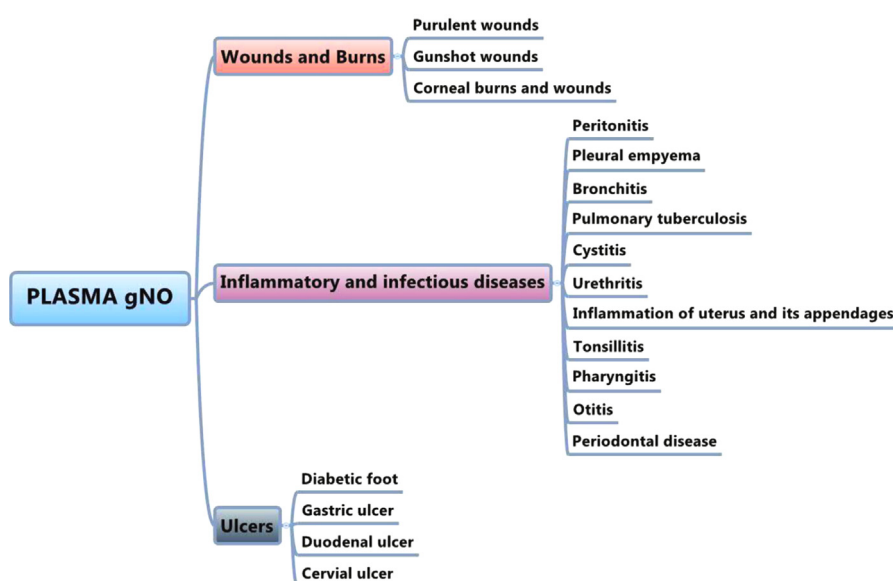 Purulent wounds
Wounds and Burns
Gunshot wounds
Corneal burns and wounds
Peritonitis
Pleural empyema
Bronchitis
Pulmonary tuberculosis
Cystitis
PLASMA gNO
Inflammatory and infectious diseases
Urethritis
Inflammation of uterus and its appendages
Tonsillitis
Pharyngitis
Otitis
Periodontal disease
Diabetic foot
Gastric ulcer
Ulcers
Duodenal ulcer
Cervial ulcer